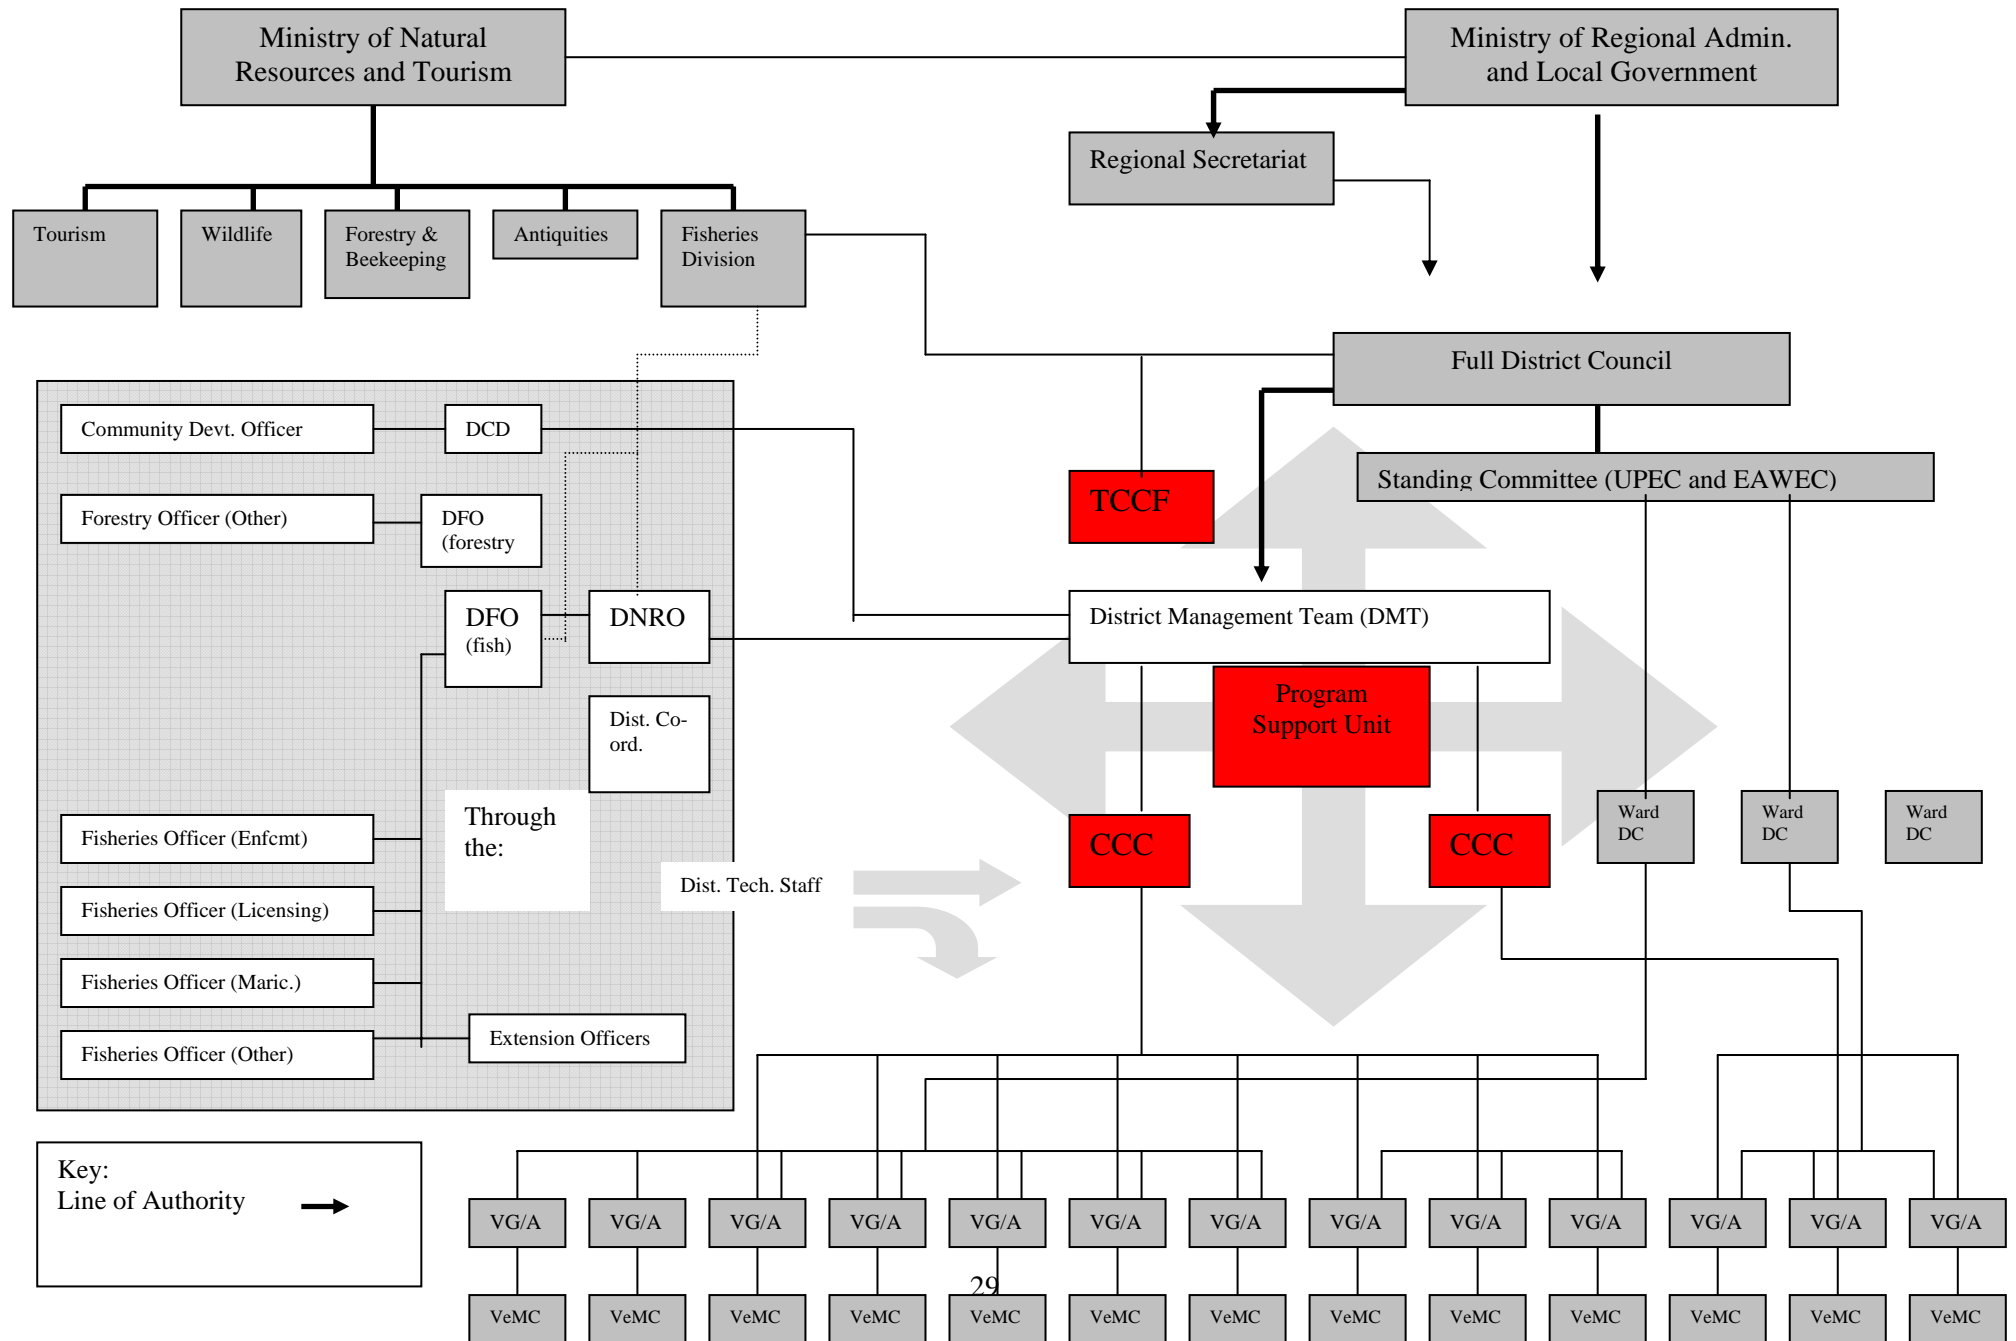 Ministry of Natural
Resources and Tourism
Ministry of Regional Admin.
and Local Government
Regional Secretariat
Tourism
Wildlife
Forestry &
Beekeeping
Antiquities
Fisheries
Division
Full District Council
Community Devt. Officer
DCD
Standing Committee (UPEC and EAWEC)
TCCF
Forestry Officer (Other)
DFO
(forestry
DFO
(fish)
DNRO
District Management Team (DMT)
Program
Support Unit
Dist. Co-
ord.
Through
the:
Fisheries Officer (Enfcmt)
CCC
CCC
Ward
DC
Ward
DC
Ward
DC
Dist. Tech. Staff
Fisheries Officer (Licensing)
Fisheries Officer (Maric.)
Fisheries Officer (Other)
Extension Officers
Key:
Line of Authority
VG/A
VG/A
VG/A
VG/A
VG/A
VG/A
VG/A
VG/A
VG/A
VG/A
VG/A
VG/A
VG/A
29
VeMC
VeMC
VeMC
VeMC
VeMC
VeMC
VeMC
VeMC
VeMC
VeMC
VeMC
VeMC
VeMC